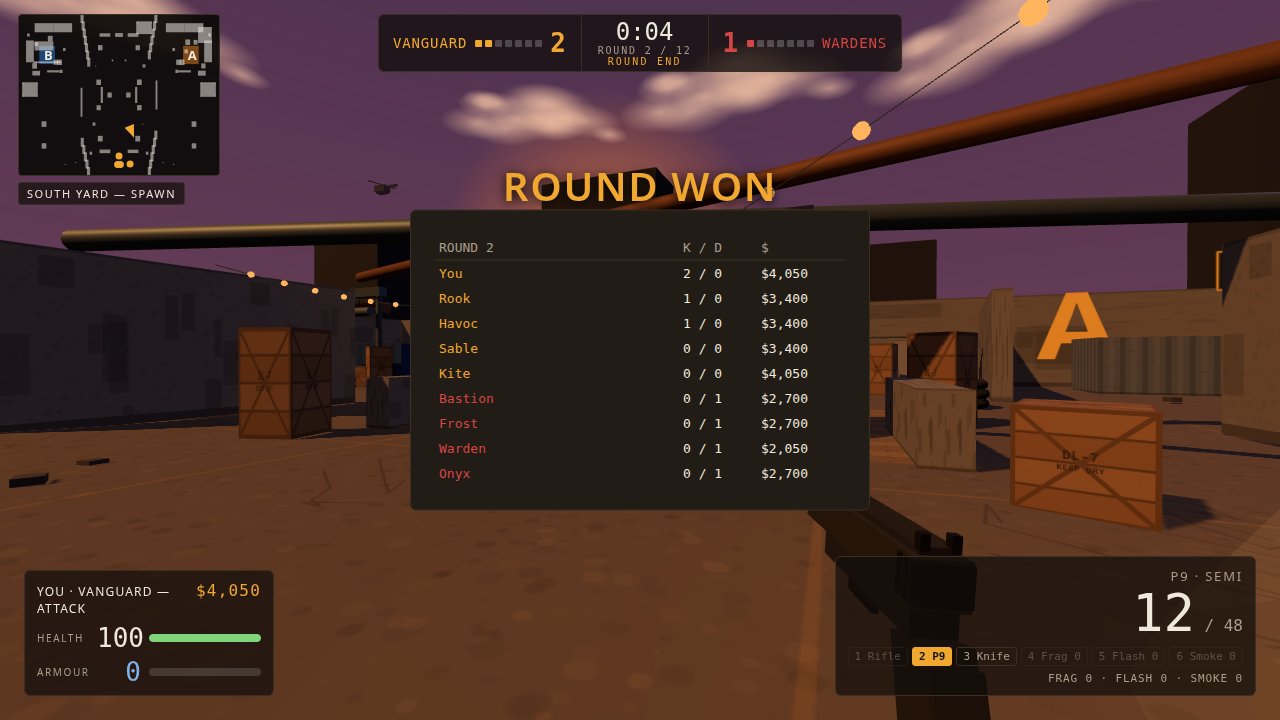 B
A
SOUTH YARD — SPAWN
VANGUARD 2
0:04
ROUND 2 / 12
ROUND END
1 WARDENS
ROUND WON
ROUND 2 K / D $
You 2 / 0 $4,050
Rook 1 / 0 $3,400
Havoc 1 / 0 $3,400
Sable 0 / 0 $3,400
Kite 0 / 0 $4,050
Bastion 0 / 1 $2,700
Frost 0 / 1 $2,700
Warden 0 / 1 $2,050
Onyx 0 / 1 $2,700
A
DL-7
KEEP DRY
YOU · VANGUARD — ATTACK $4,050
HEALTH 100
ARMOUR 0
P9 · SEMI
12 / 48
1 Rifle 2 P9 3 Knife 4 Frag 0 5 Flash 0 6 Smoke 0
FRAG 0 · FLASH 0 · SMOKE 0